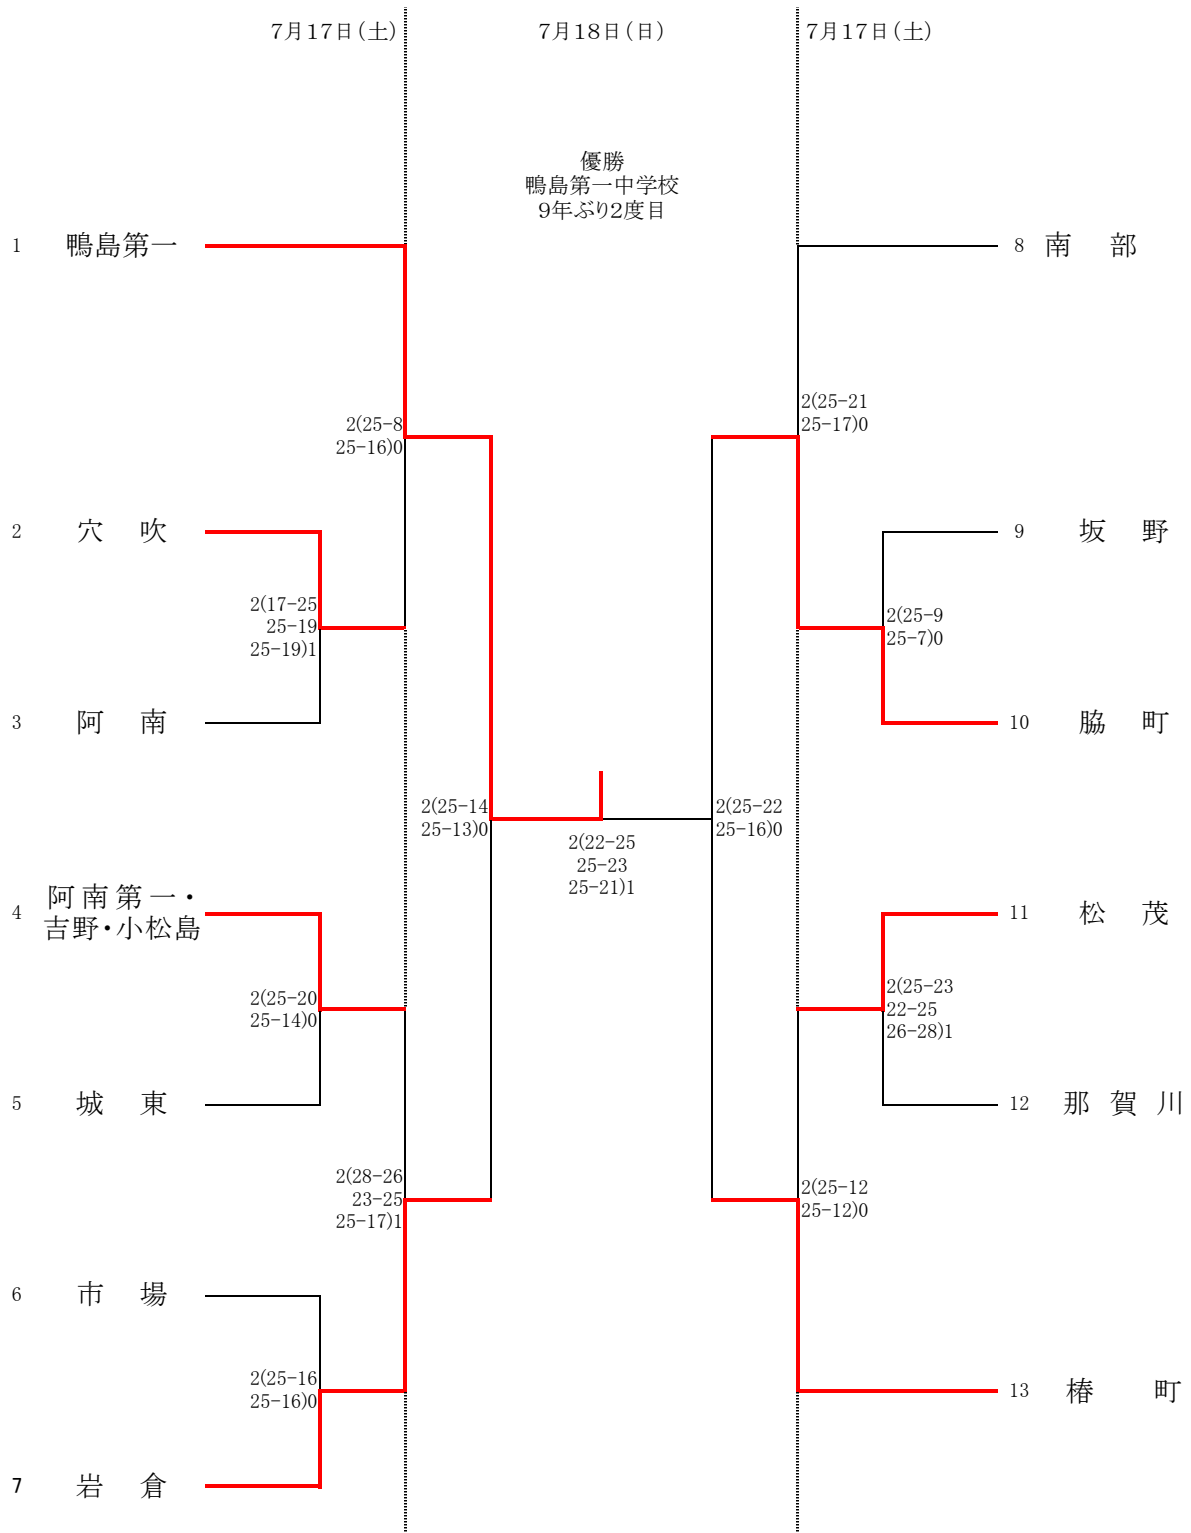 7月17日(土)
7月18日(日)
7月17日(土)
優勝
鴨島第一中学校
9年ぶり2度目
1 鴨島第一
8 南 部
2(25-8
25-16)0
2(25-21
25-17)0
2 穴 吹
9 坂 野
2(17-25
25-19
25-19)1
2(25-9
25-7)0
3 阿 南
10 脇 町
2(25-14
25-13)0
2(22-25
25-23
25-21)1
2(25-22
25-16)0
4 阿南第一・
吉野・小松島
11 松 茂
2(25-20
25-14)0
2(25-23
22-25
26-28)1
5 城 東
12 那 賀 川
2(28-26
23-25
25-17)1
2(25-12
25-12)0
6 市 場
2(25-16
25-16)0
13 椿 町
7 岩 倉